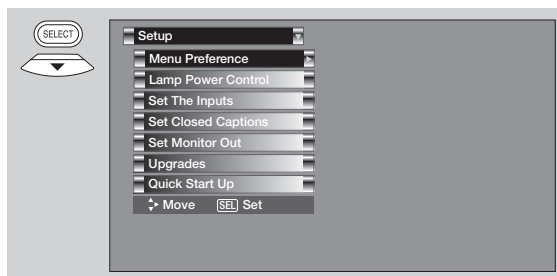 SELECT
Setup
Menu Preference
Lamp Power Control
Set The Inputs
Set Closed Captions
Set Monitor Out
Upgrades
Quick Start Up
Move SEL Set